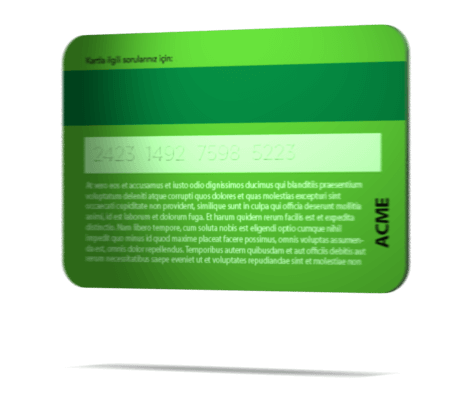 Kartla ilgili sorularınız için:
2423 1492 7598 6223
At vero eos et accusamus et iusto odio dignissimos ducimus qui blanditiis praesentium
voluptatum deleniti atque corrupti quos dolores et quas molestias excepturi sint
occaecati cupiditate non provident, similique sunt in culpa qui officia deserunt mollitia
animi, id est laborum et dolorum fuga. Et harum quidem rerum facilis est et expedita
distinctio. Nam libero tempore, cum soluta nobis est eligendi optio cumque nihil
impedit quo minus id quod maxime placeat facere possimus, omnis voluptas assumen-
daest, omnis dolor repellendus. Temporibus autem quibusdam et aut officiis debitis aut
rerum necessitatibus saepe eveniet ut et voluptates repudiandae sint et molestiae non
ACME